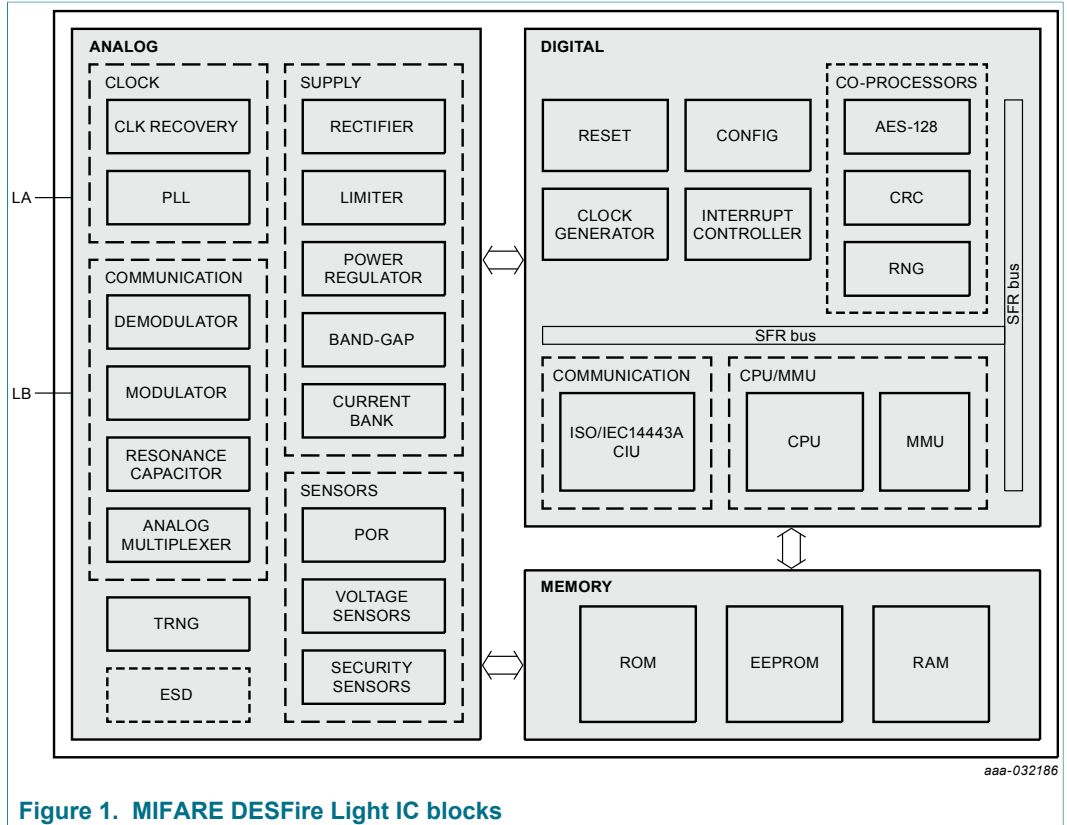 ANALOG
CLOCK
CLK RECOVERY
PLL
COMMUNICATION
DEMODULATOR
MODULATOR
RESONANCE
CAPACITOR
ANALOG
MULTIPLEXER
TRNG
ESD
SUPPLY
RECTIFIER
LIMITER
POWER
REGULATOR
BAND-GAP
CURRENT
BANK
SENSORS
POR
VOLTAGE
SENSORS
SECURITY
SENSORS
LA
LB
DIGITAL
RESET
CONFIG
CLOCK
GENERATOR
INTERRUPT
CONTROLLER
CO-PROCESSORS
AES-128
CRC
RNG
SFR bus
SFR bus
COMMUNICATION
ISO/IEC14443A
CIU
CPU/MMU
CPU
MMU
MEMORY
ROM
EEPROM
RAM
aaa-032186
Figure 1. MIFARE DESFire Light IC blocks